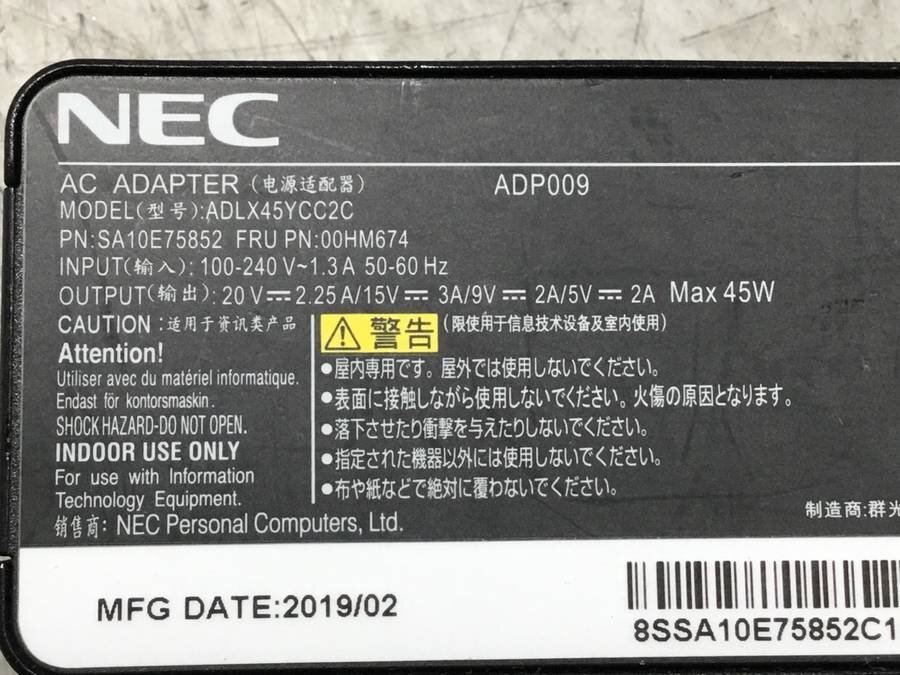 NEC
AC ADAPTER (电源适配器) ADP009
MODEL(型号):ADLX45YCC2C
PN:SA10E75852 FRU PN:00HM674
INPUT(输入): 100-240 V~1.3 A 50-60 Hz
OUTPUT(输出): 20 V⎓2.25 A/15V⎓ 3A/9V⎓ 2A/5V⎓ 2A Max 45W
CAUTION :适用于资讯类产品
Attention!
Utiliser avec du matériel informatique.
Endast för kontorsmaskin.
SHOCK HAZARD-DO NOT OPEN.
INDOOR USE ONLY
For use with Information
Technology Equipment.
警告 (限使用于信息技术设备及室内使用)
●屋内専用です。屋外では使用しないでください。
●表面に接触しながら使用しないでください。火傷の原因となります。
●落下させたり衝撃を与えたりしないでください。
●指定された機器以外には使用しないでください。
●布や紙などで絶対に覆わないでください。
销售商: NEC Personal Computers, Ltd.
制造商:群光
MFG DATE:2019/02
8SSA10E75852C1